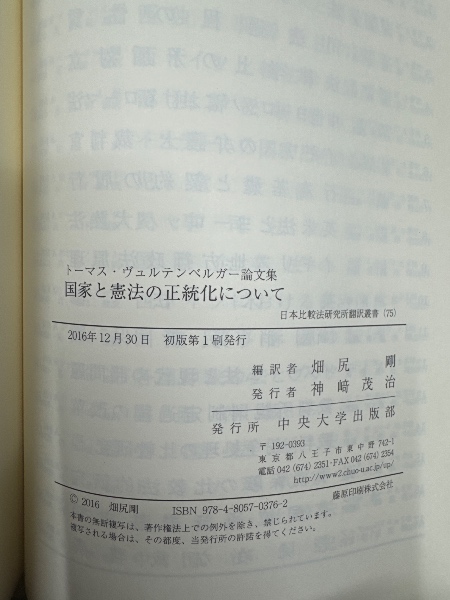 トーマス・ヴュルテンベルガー論文集
国家と憲法の正統化について
日本比較法研究所翻訳叢書 (75)
2016年12月30日 初版第1刷発行
編訳者 畑尻 剛
発行者 神﨑茂治
発行所 中央大学出版部
〒192-0393
東京都八王子市東中野742-1
電話042(674)2351・FAX042(674)2354
http://www2.chuo-u.ac.jp/up/
© 2016 畑尻剛 ISBN 978-4-8057-0376-2 藤原印刷株式会社
本書の無断複写は、著作権法上での例外を除き、禁じられています。
複写される場合は、その都度、当発行所の許諾を得てください。